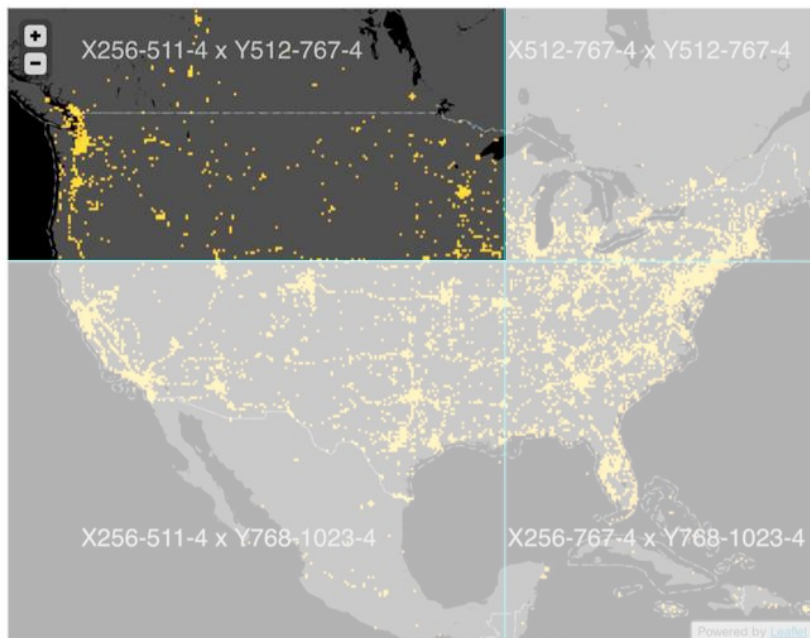 +
X256-511-4 x Y512-767-4
X512-767-4 x Y512-767-4
−
X256-511-4 x Y768-1023-4
X256-767-4 x Y768-1023-4
Powered by Leaflet